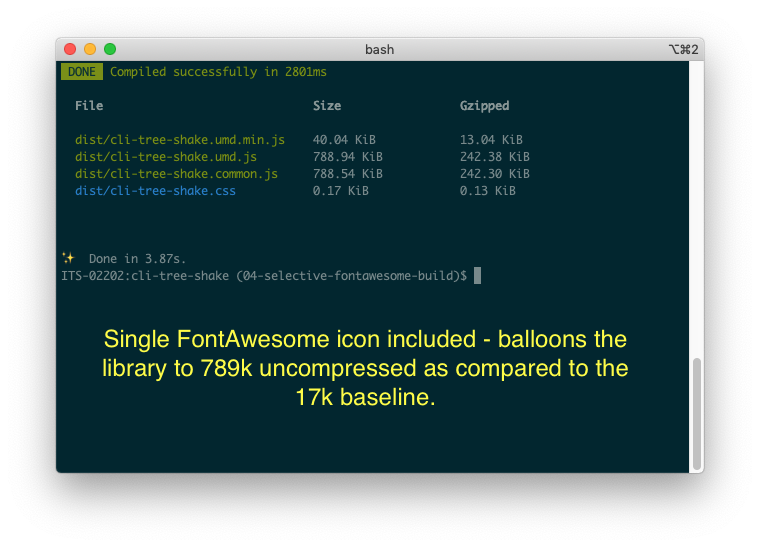 bash
⌥⌘2
DONE Compiled successfully in 2801ms
File Size Gzipped
dist/cli-tree-shake.umd.min.js 40.04 KiB 13.04 KiB
dist/cli-tree-shake.umd.js 788.94 KiB 242.38 KiB
dist/cli-tree-shake.common.js 788.54 KiB 242.30 KiB
dist/cli-tree-shake.css 0.17 KiB 0.13 KiB
✨ Done in 3.87s.
ITS-02202:cli-tree-shake (04-selective-fontawesome-build)$
Single FontAwesome icon included - balloons the
library to 789k uncompressed as compared to the
17k baseline.